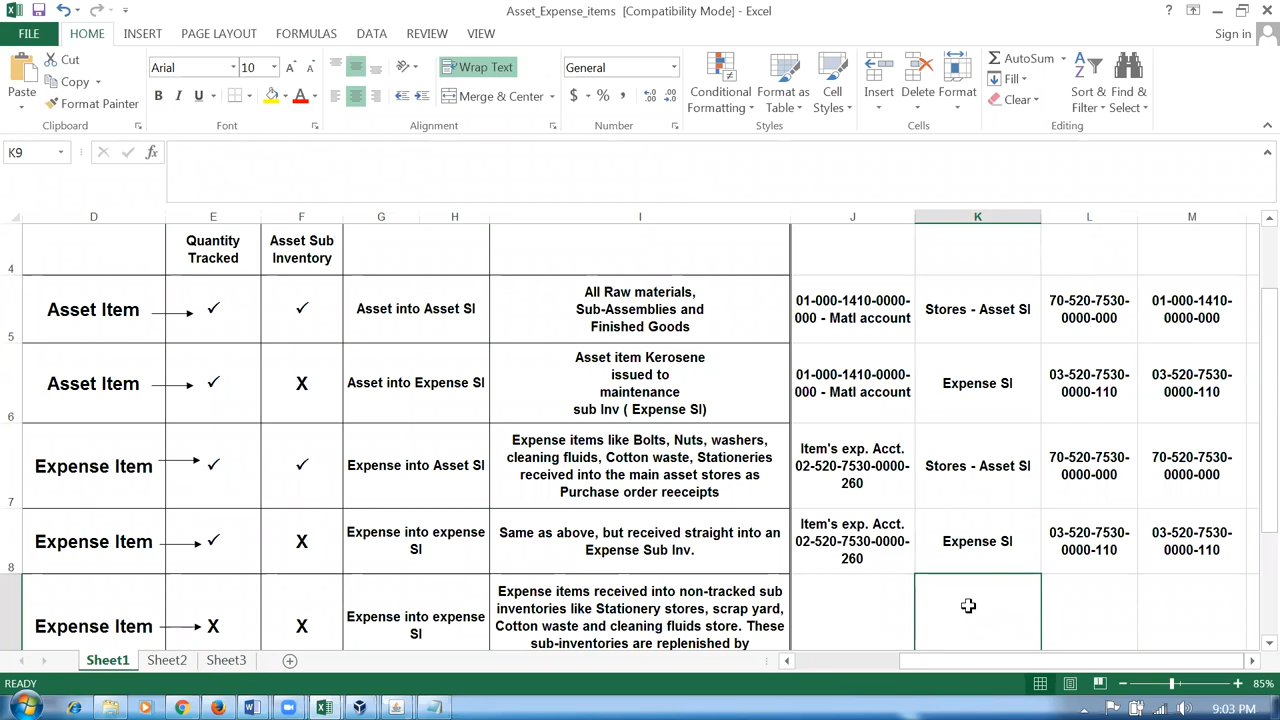 Asset_Expense_items [Compatibility Mode] - Excel
? 
FILE HOME INSERT PAGE LAYOUT FORMULAS DATA REVIEW VIEW Sign in
Paste
Cut
Copy
Format Painter
Clipboard
Arial 10
B I U
Font
Wrap Text
Merge & Center
Alignment
General
$ % ,
Number
Conditional Formatting
Format as Table
Cell Styles
Styles
Insert Delete Format
Cells
AutoSum
Fill
Clear
Sort & Filter
Find & Select
Editing
K9
fx
D E F G H I J K L M
4
Quantity
Tracked
Asset Sub
Inventory
5
Asset Item
✓ ✓
Asset into Asset SI
All Raw materials,
Sub-Assemblies and
Finished Goods
01-000-1410-0000-
000 - Matl account
Stores - Asset SI
70-520-7530-
0000-000
01-000-1410-
000-000
6
Asset Item
✓ X
Asset into Expense SI
Asset item Kerosene
issued to
maintenance
sub Inv ( Expense SI)
01-000-1410-0000-
000 - Matl account
Expense SI
03-520-7530-
0000-110
03-520-7530-
0000-110
7
Expense Item
✓ ✓
Expense into Asset SI
Expense items like Bolts, Nuts, washers,
cleaning fluids, Cotton waste, Stationeries
received into the main asset stores as
Purchase order reeceipts
Item's exp. Acct.
02-520-7530-0000-
260
Stores - Asset SI
70-520-7530-
0000-000
70-520-7530-
0000-000
8
Expense Item
✓ X
Expense into expense
SI
Same as above, but received straight into an
Expense Sub Inv.
Item's exp. Acct.
02-520-7530-0000-
260
Expense SI
03-520-7530-
0000-110
03-520-7530-
0000-110
Expense Item
X X
Expense into expense
SI
Expense items received into non-tracked sub
inventories like Stationery stores, scrap yard,
Cotton waste and cleaning fluids store. These
sub-inventories are replenished by
Sheet1 Sheet2 Sheet3
READY
85%
9:03 PM